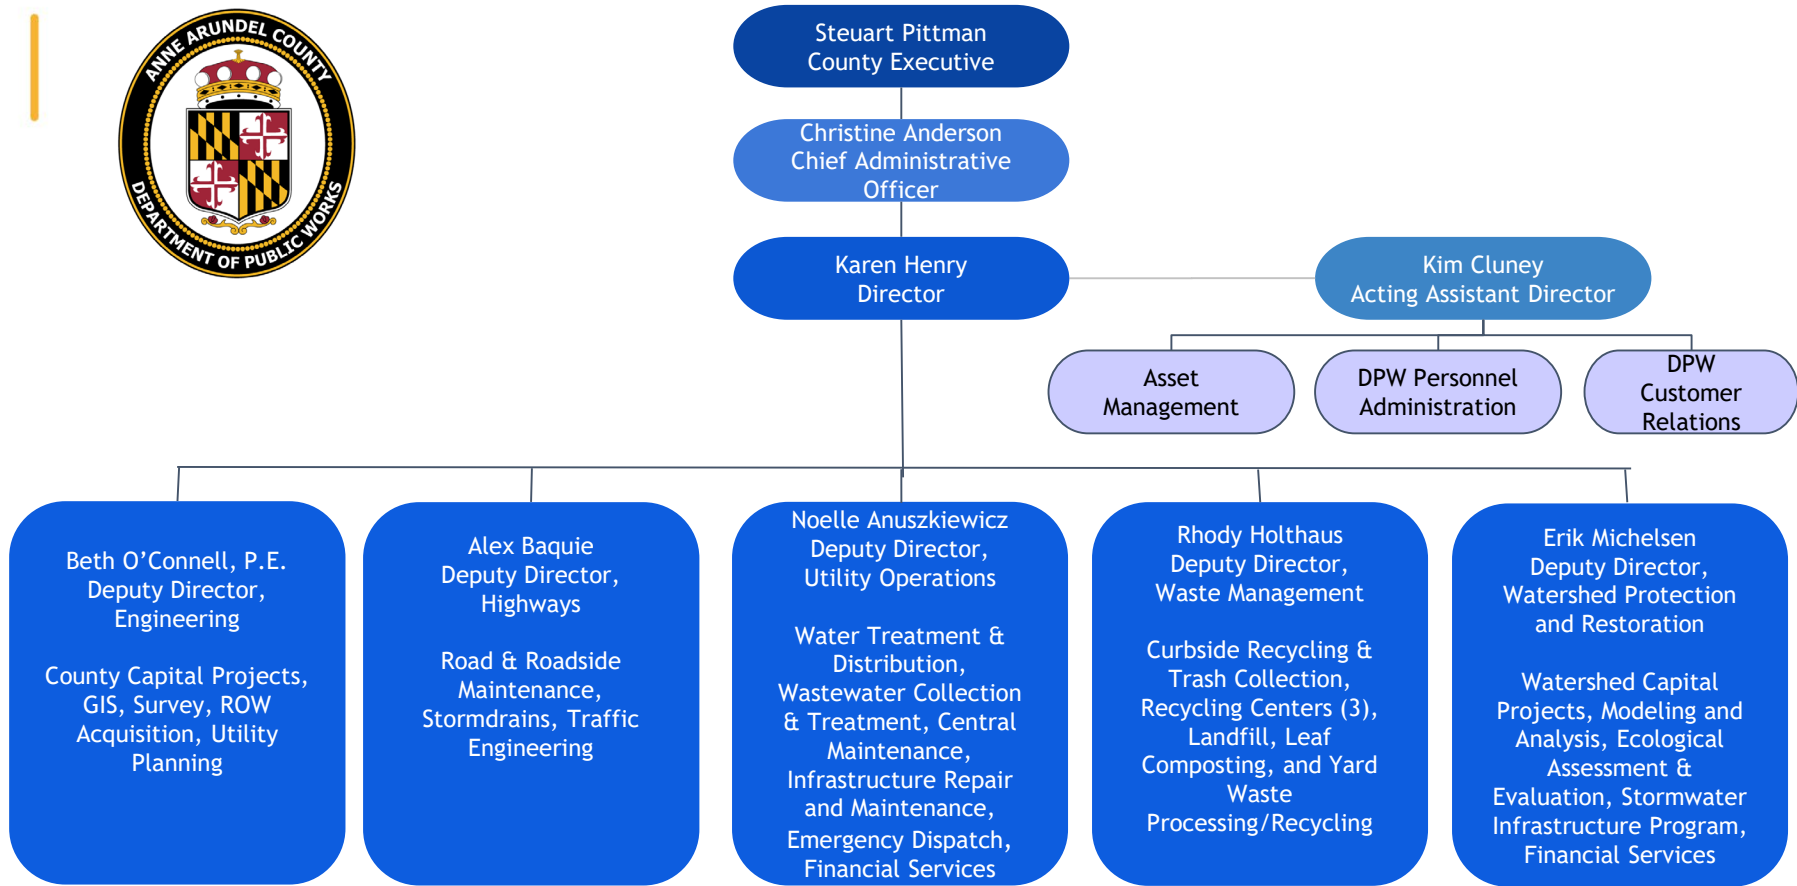 ANNE ARUNDEL COUNTY
DEPARTMENT OF PUBLIC WORKS
Steuart Pittman
County Executive
Christine Anderson
Chief Administrative
Officer
Karen Henry
Director
Kim Cluney
Acting Assistant Director
Asset
Management
DPW Personnel
Administration
DPW
Customer
Relations
Beth O’Connell, P.E.
Deputy Director,
Engineering
County Capital Projects,
GIS, Survey, ROW
Acquisition, Utility
Planning
Alex Baquie
Deputy Director,
Highways
Road & Roadside
Maintenance,
Stormdrains, Traffic
Engineering
Noelle Anuszkiewicz
Deputy Director,
Utility Operations
Water Treatment &
Distribution,
Wastewater Collection
& Treatment, Central
Maintenance,
Infrastructure Repair
and Maintenance,
Emergency Dispatch,
Financial Services
Rhody Holthaus
Deputy Director,
Waste Management
Curbside Recycling &
Trash Collection,
Recycling Centers (3),
Landfill, Leaf
Composting, and Yard
Waste
Processing/Recycling
Erik Michelsen
Deputy Director,
Watershed Protection
and Restoration
Watershed Capital
Projects, Modeling and
Analysis, Ecological
Assessment &
Evaluation, Stormwater
Infrastructure Program,
Financial Services